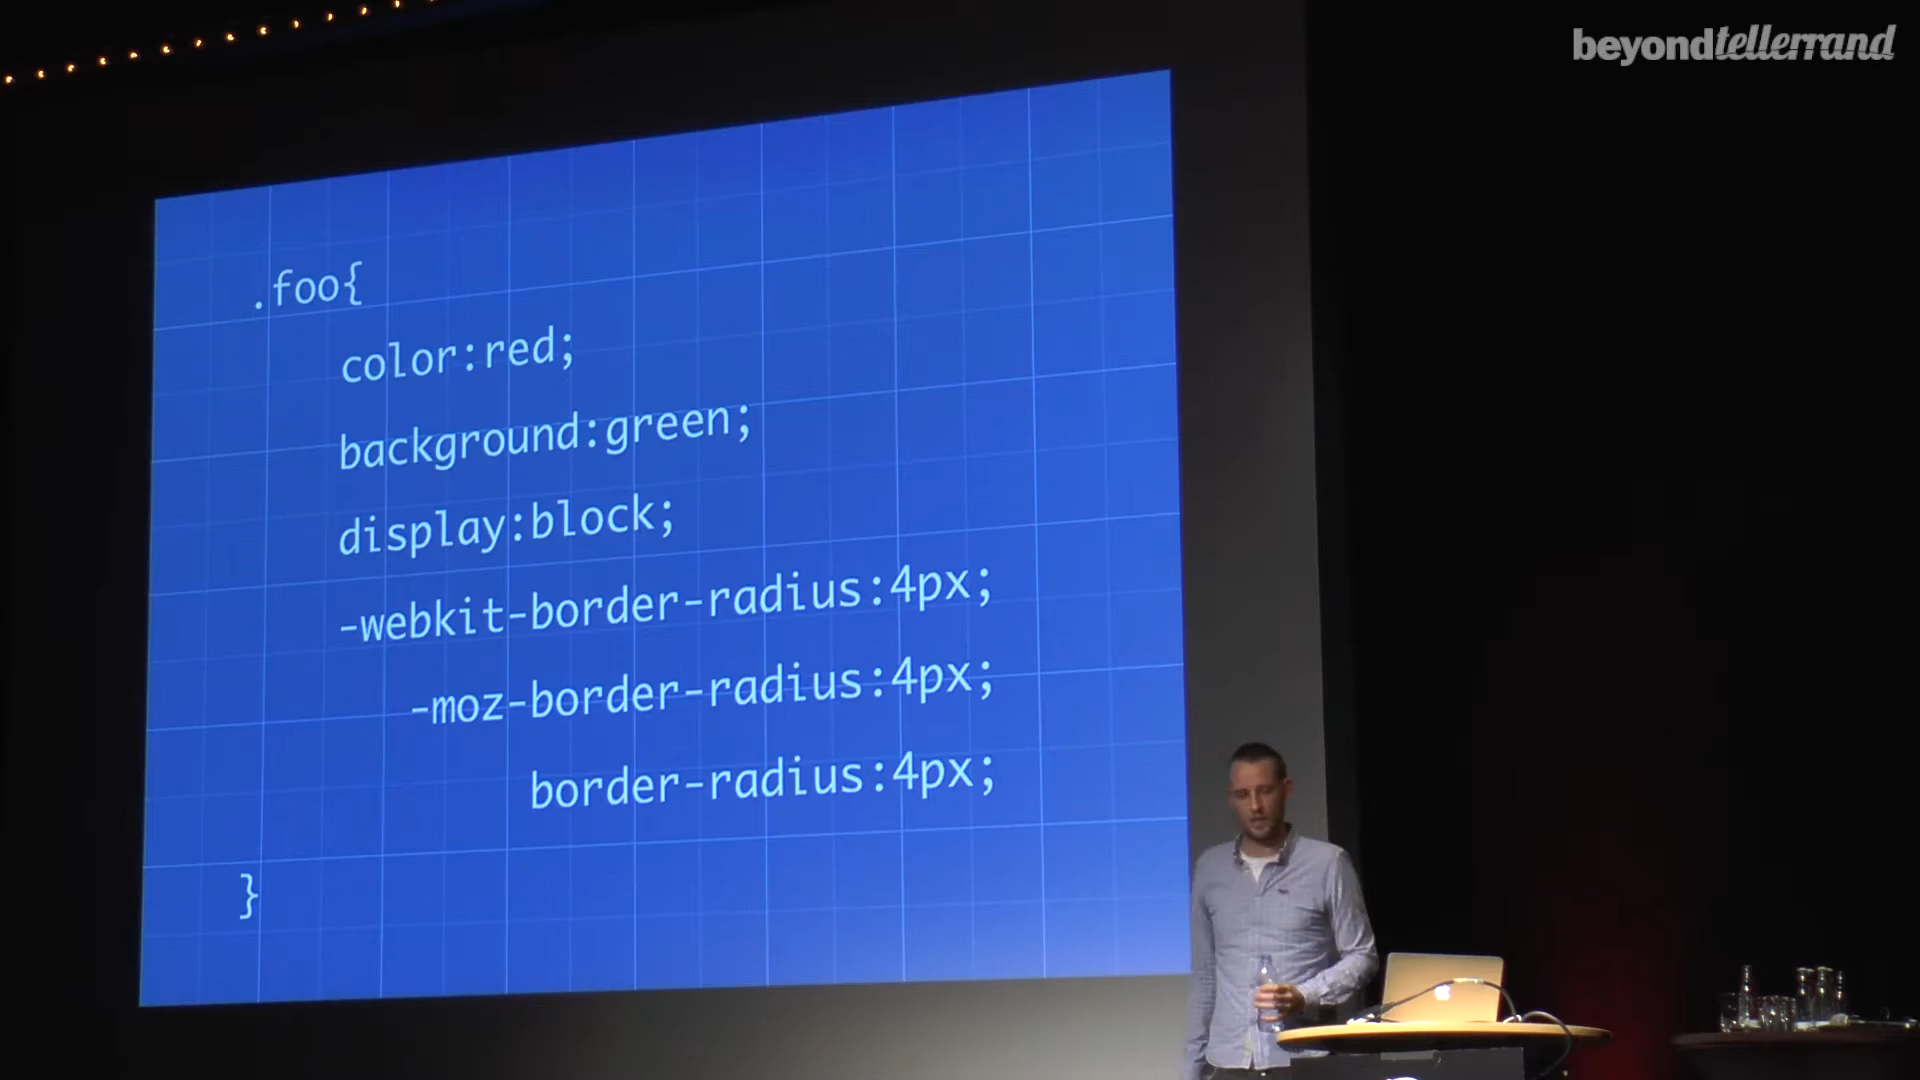 beyondtellerrand
.foo{
color:red;
background:green;
display:block;
-webkit-border-radius:4px;
-moz-border-radius:4px;
border-radius:4px;
}